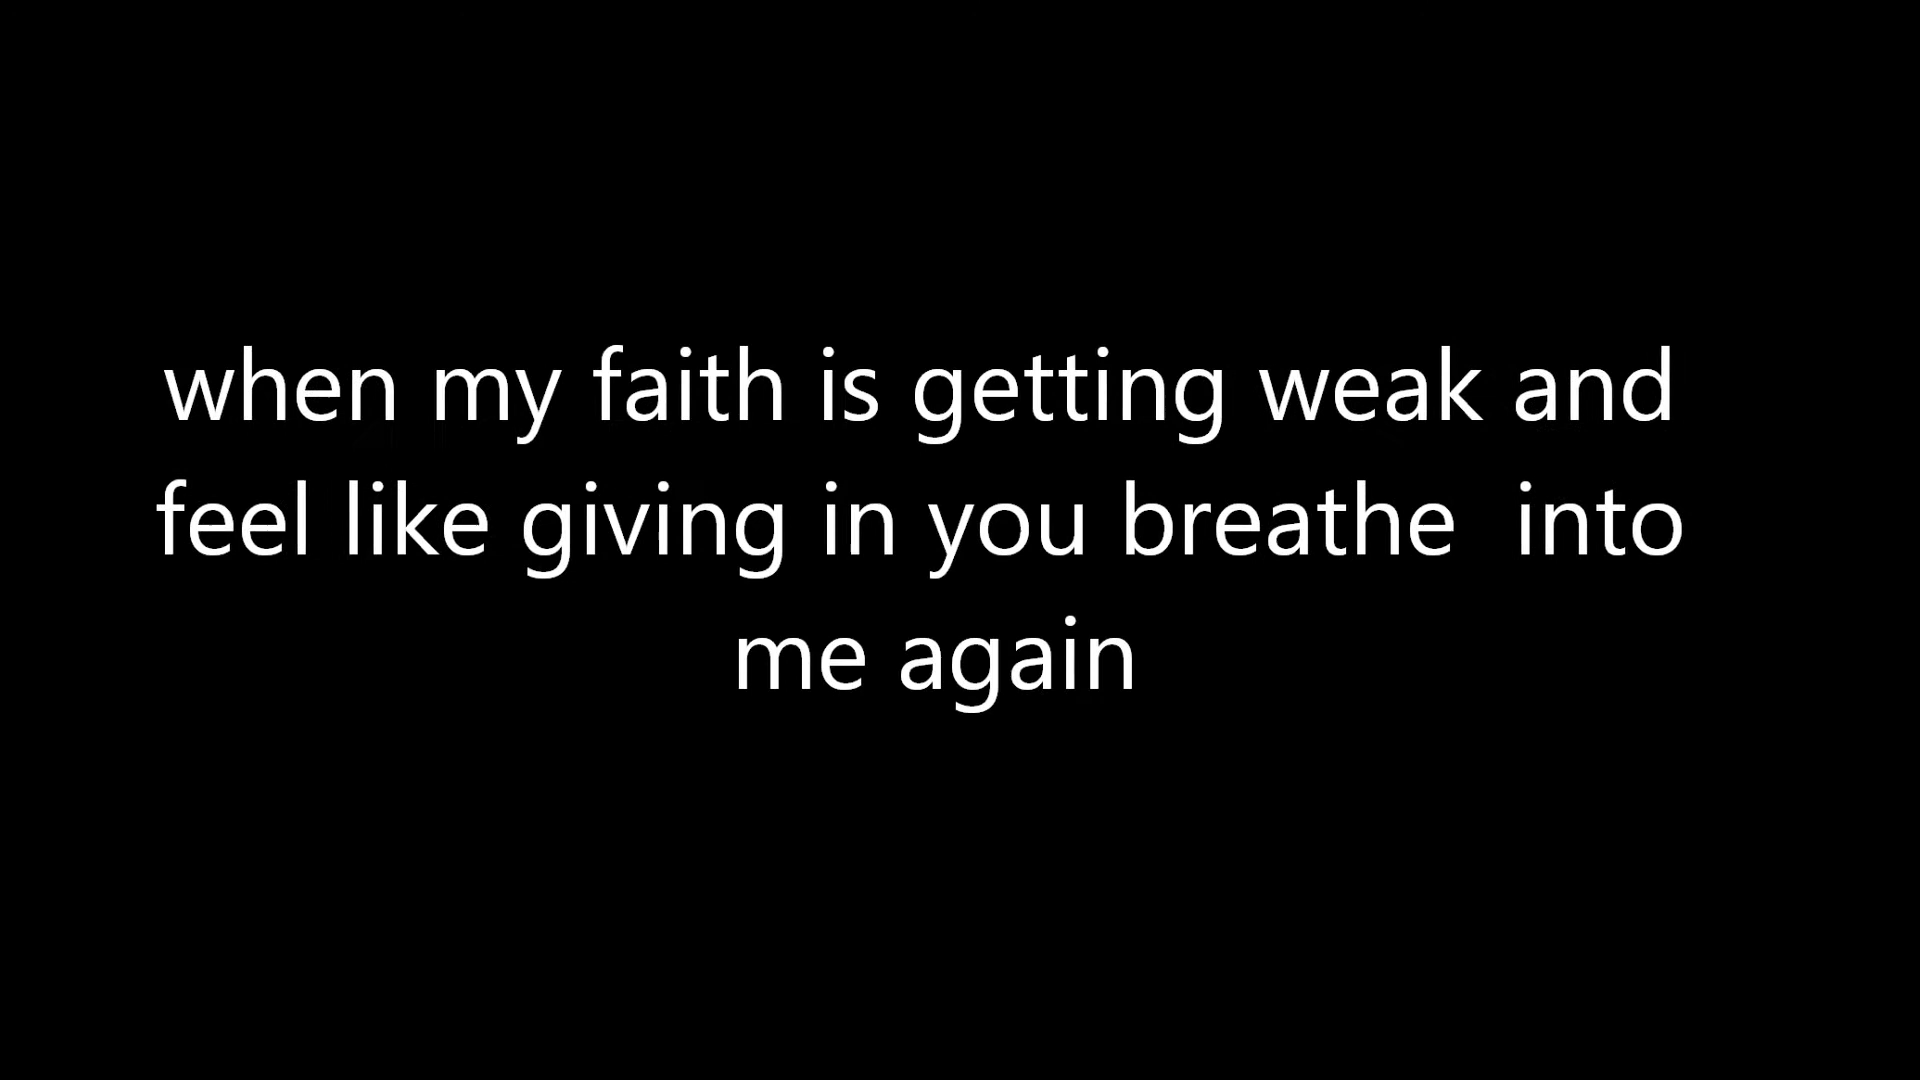 when my faith is getting weak and
feel like giving in you breathe  into
me again